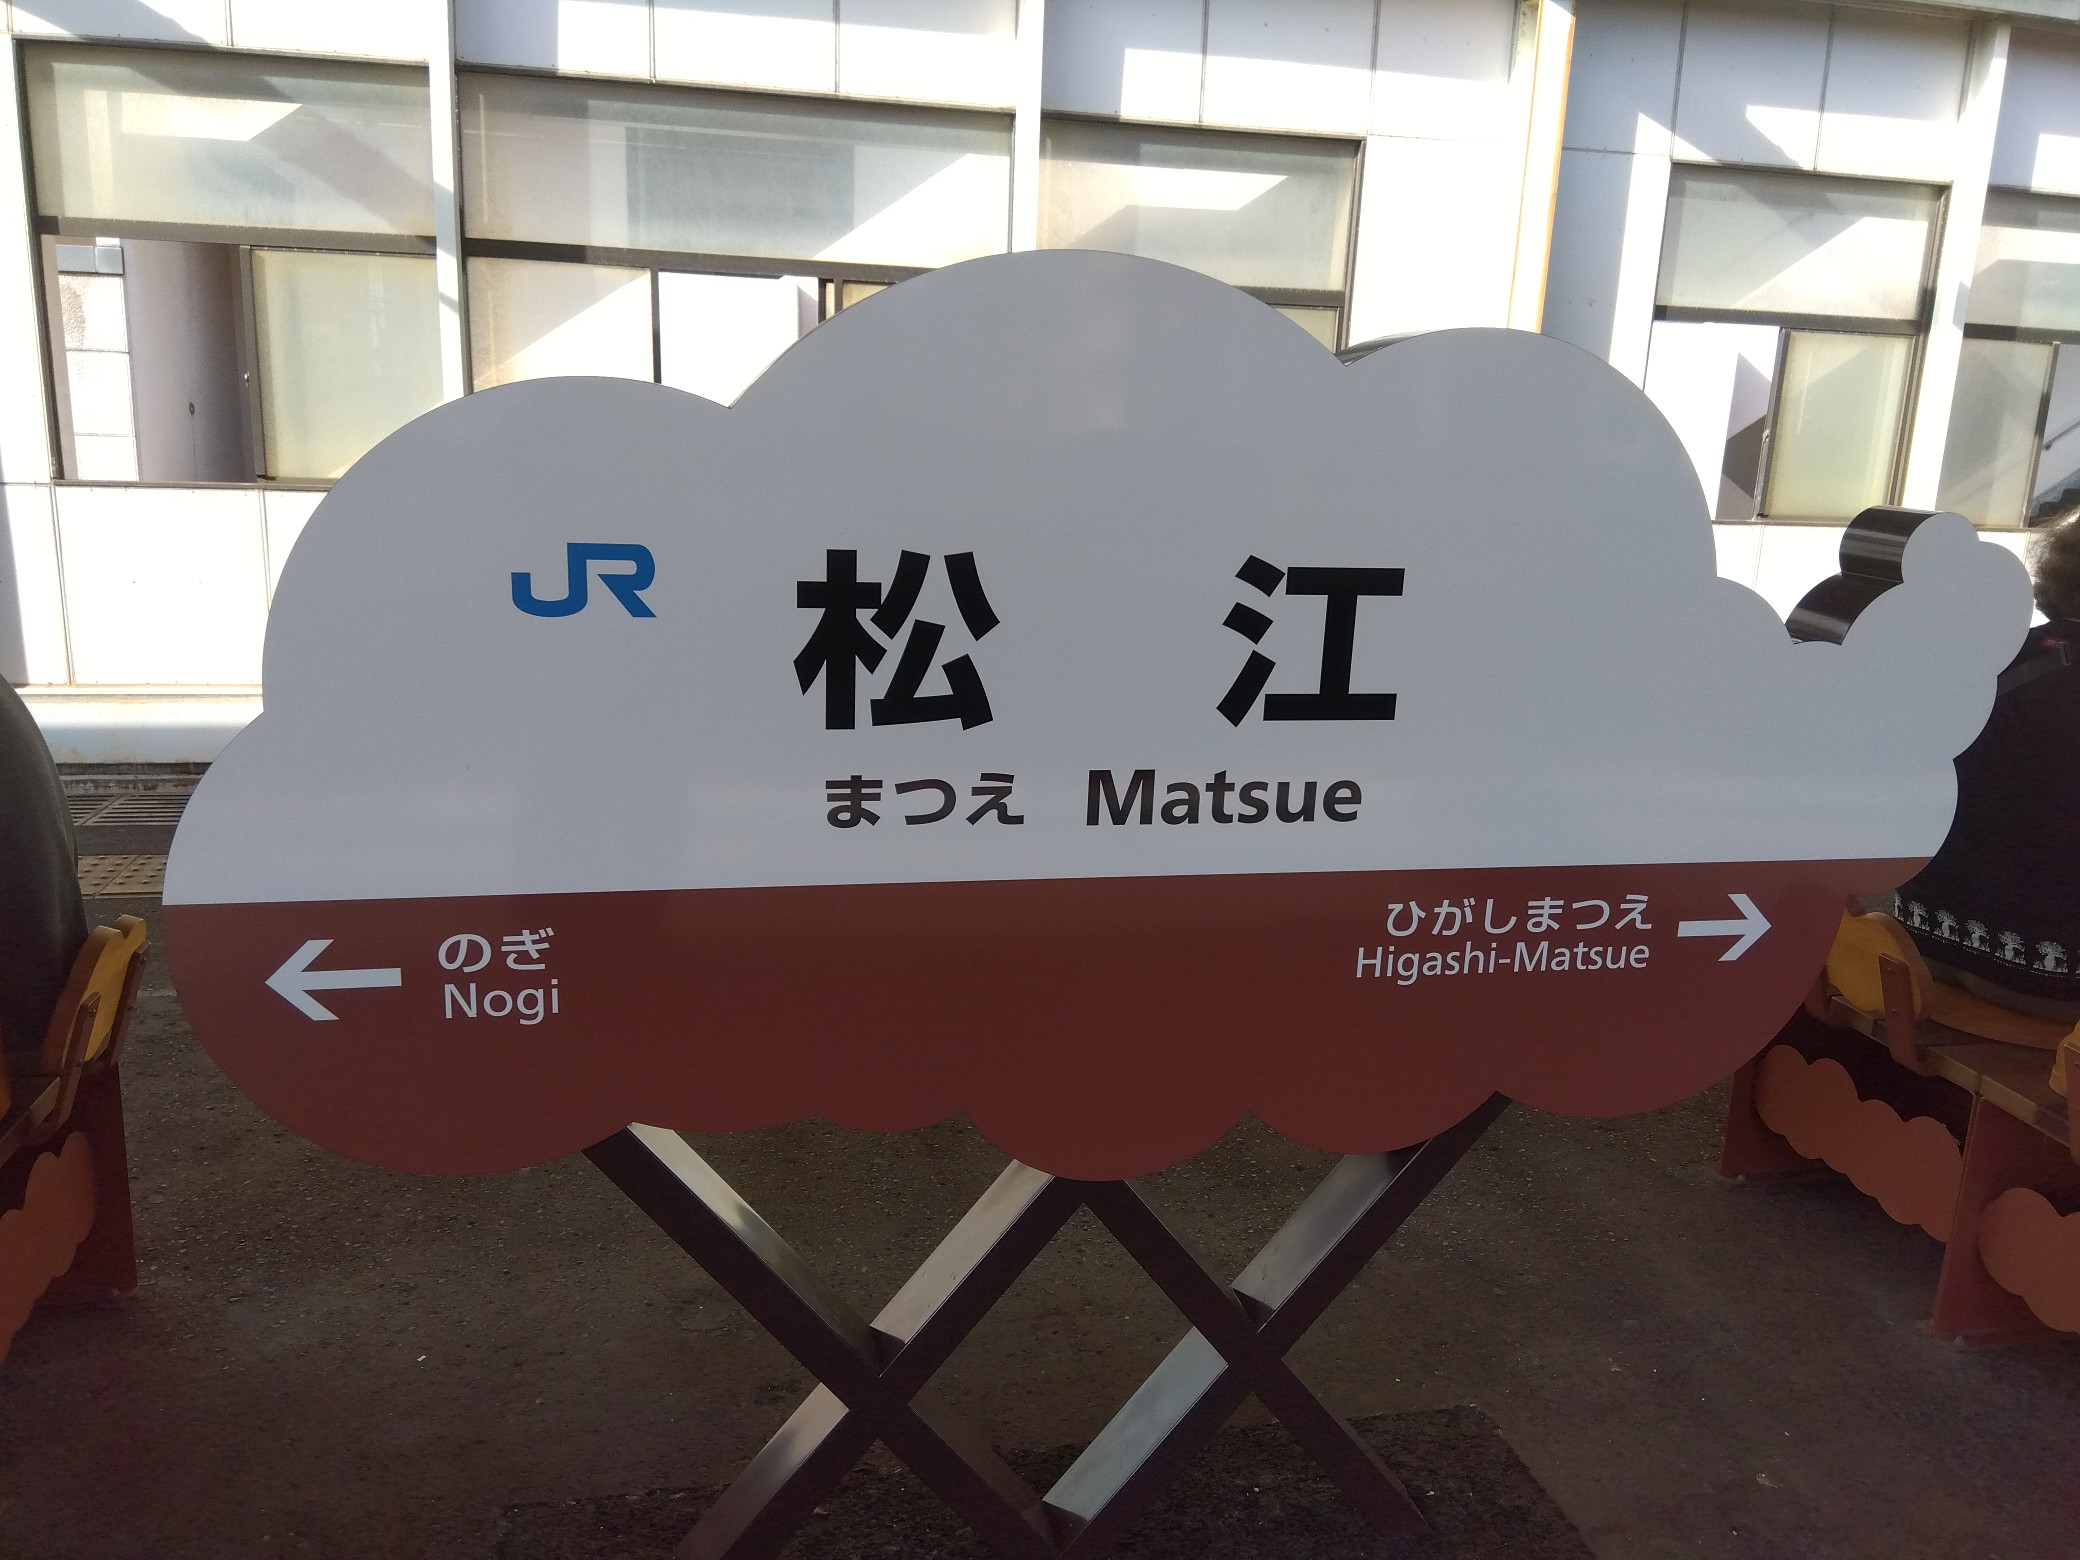 JR
松江
まつえ Matsue
のぎ
Nogi
ひがしまつえ
Higashi-Matsue